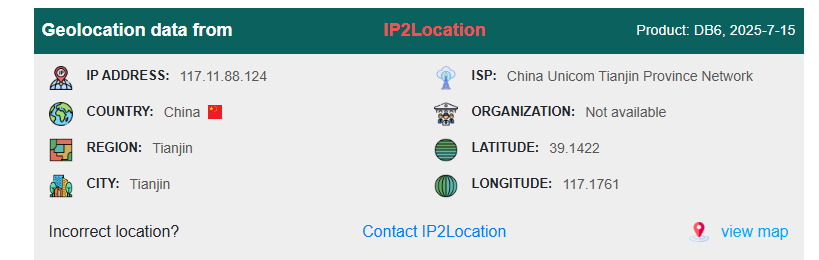 Geolocation data from IP2Location Product: DB6, 2025-7-15
IP ADDRESS: 117.11.88.124 ISP: China Unicom Tianjin Province Network
COUNTRY: China ORGANIZATION: Not available
REGION: Tianjin LATITUDE: 39.1422
CITY: Tianjin LONGITUDE: 117.1761
Incorrect location? Contact IP2Location view map